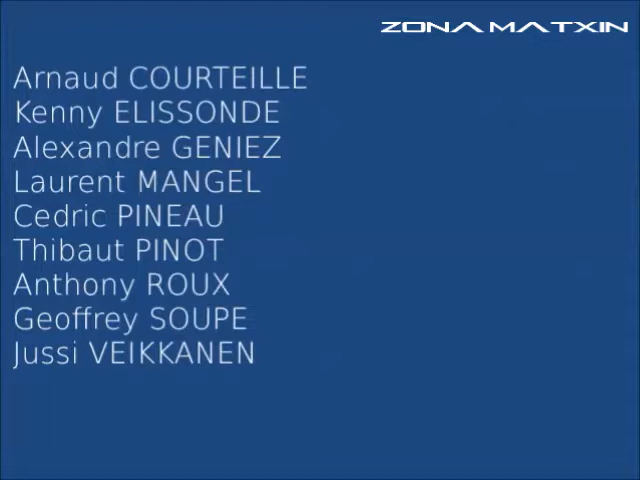 ZONA MATXIN
Arnaud COURTEILLE
Kenny ELISSONDE
Alexandre GENIEZ
Laurent MANGEL
Cedric PINEAU
Thibaut PINOT
Anthony ROUX
Geoffrey SOUPE
Jussi VEIKKANEN